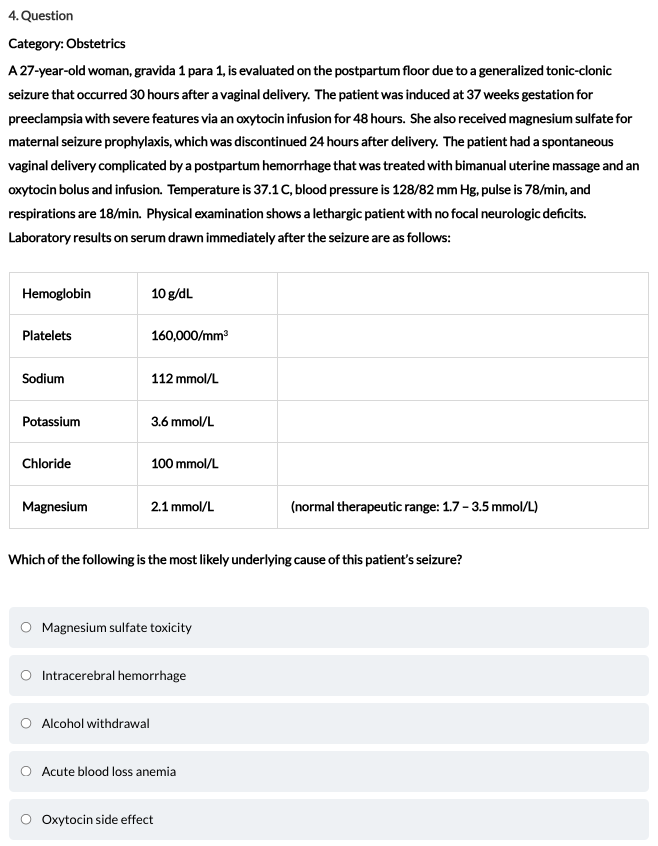 4. Question
Category: Obstetrics
A 27-year-old woman, gravida 1 para 1, is evaluated on the postpartum floor due to a generalized tonic-clonic
seizure that occurred 30 hours after a vaginal delivery. The patient was induced at 37 weeks gestation for
preeclampsia with severe features via an oxytocin infusion for 48 hours. She also received magnesium sulfate for
maternal seizure prophylaxis, which was discontinued 24 hours after delivery. The patient had a spontaneous
vaginal delivery complicated by a postpartum hemorrhage that was treated with bimanual uterine massage and an
oxytocin bolus and infusion. Temperature is 37.1 C, blood pressure is 128/82 mm Hg, pulse is 78/min, and
respirations are 18/min. Physical examination shows a lethargic patient with no focal neurologic deficits.
Laboratory results on serum drawn immediately after the seizure are as follows:
Hemoglobin 10 g/dL
Platelets 160,000/mm³
Sodium 112 mmol/L
Potassium 3.6 mmol/L
Chloride 100 mmol/L
Magnesium 2.1 mmol/L (normal therapeutic range: 1.7 – 3.5 mmol/L)
Which of the following is the most likely underlying cause of this patient's seizure?
Magnesium sulfate toxicity
Intracerebral hemorrhage
Alcohol withdrawal
Acute blood loss anemia
Oxytocin side effect